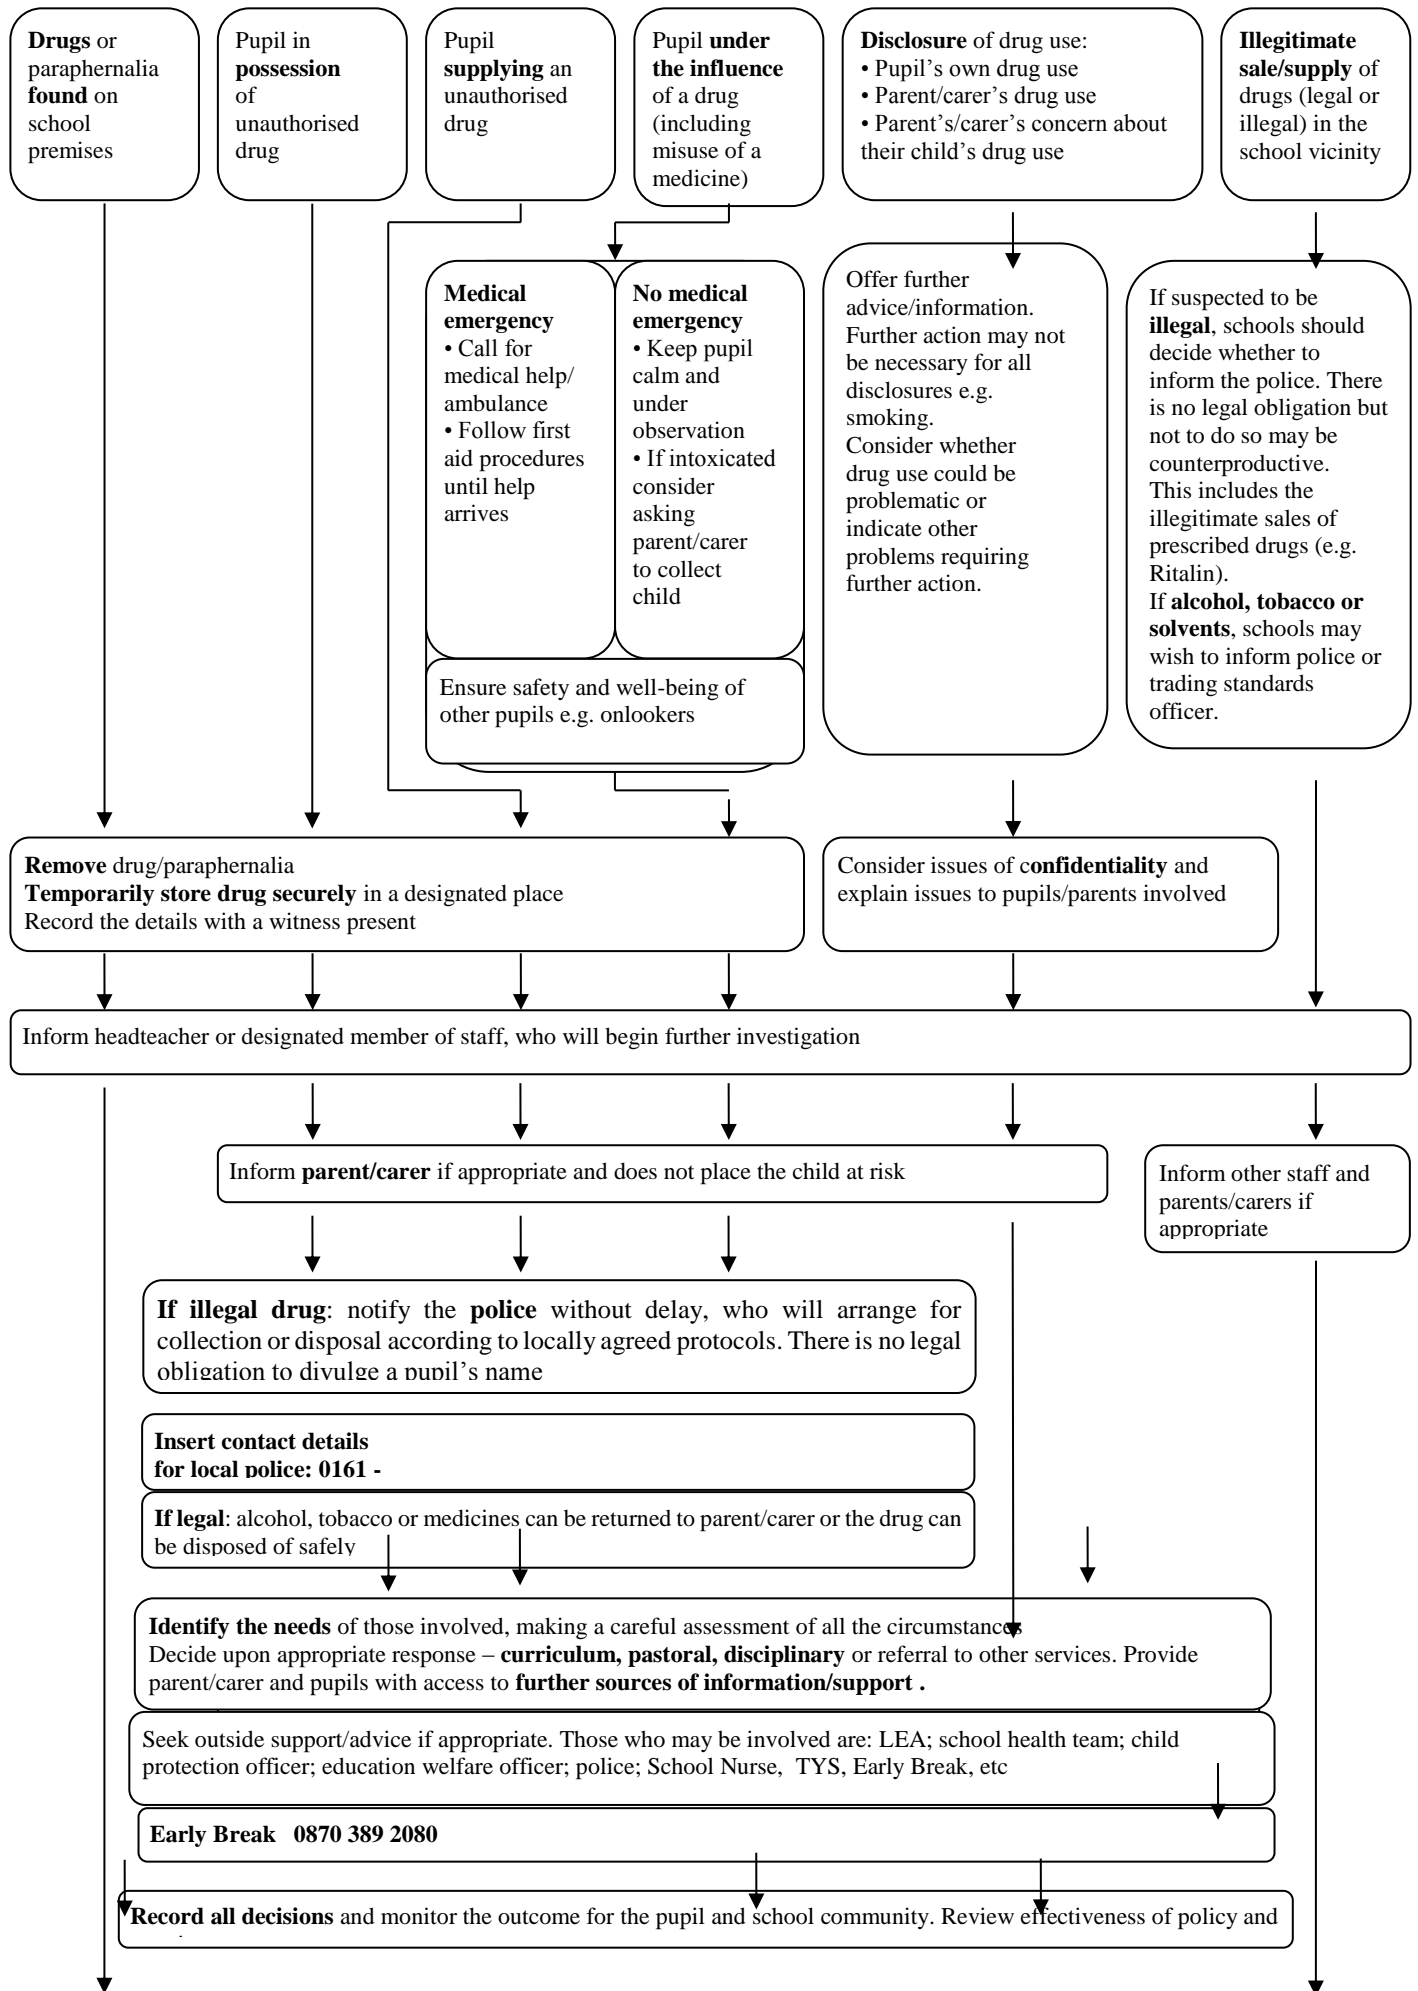 Drugs or
paraphernalia
found on
school
premises
Pupil in
possession
of
unauthorised
drug
Pupil
supplying an
unauthorised
drug
Pupil under
the influence
of a drug
(including
misuse of a
medicine)
Disclosure of drug use:
• Pupil's own drug use
• Parent/carer's drug use
• Parent's/carer's concern about
their child's drug use
Illegitimate
sale/supply of
drugs (legal or
illegal) in the
school vicinity
Medical
emergency
• Call for
medical help/
ambulance
• Follow first
aid procedures
until help
arrives
No medical
emergency
• Keep pupil
calm and
under
observation
• If intoxicated
consider
asking
parent/carer
to collect
child
Ensure safety and well-being of
other pupils e.g. onlookers
Offer further
advice/information.
Further action may not
be necessary for all
disclosures e.g.
smoking.
Consider whether
drug use could be
problematic or
indicate other
problems requiring
further action.
If suspected to be
illegal, schools should
decide whether to
inform the police. There
is no legal obligation but
not to do so may be
counterproductive.
This includes the
illegitimate sales of
prescribed drugs (e.g.
Ritalin).
If alcohol, tobacco or
solvents, schools may
wish to inform police or
trading standards
officer.
Remove drug/paraphernalia
Temporarily store drug securely in a designated place
Record the details with a witness present
Consider issues of confidentiality and
explain issues to pupils/parents involved
Inform headteacher or designated member of staff, who will begin further investigation
Inform parent/carer if appropriate and does not place the child at risk
Inform other staff and
parents/carers if
appropriate
If illegal drug: notify the police without delay, who will arrange for
collection or disposal according to locally agreed protocols. There is no legal
obligation to divulge a pupil's name
Insert contact details
for local police: 0161 -
If legal: alcohol, tobacco or medicines can be returned to parent/carer or the drug can
be disposed of safely
Identify the needs of those involved, making a careful assessment of all the circumstances
Decide upon appropriate response – curriculum, pastoral, disciplinary or referral to other services. Provide
parent/carer and pupils with access to further sources of information/support .
Seek outside support/advice if appropriate. Those who may be involved are: LEA; school health team; child
protection officer; education welfare officer; police; School Nurse, TYS, Early Break, etc
Early Break 0870 389 2080
Record all decisions and monitor the outcome for the pupil and school community. Review effectiveness of policy and